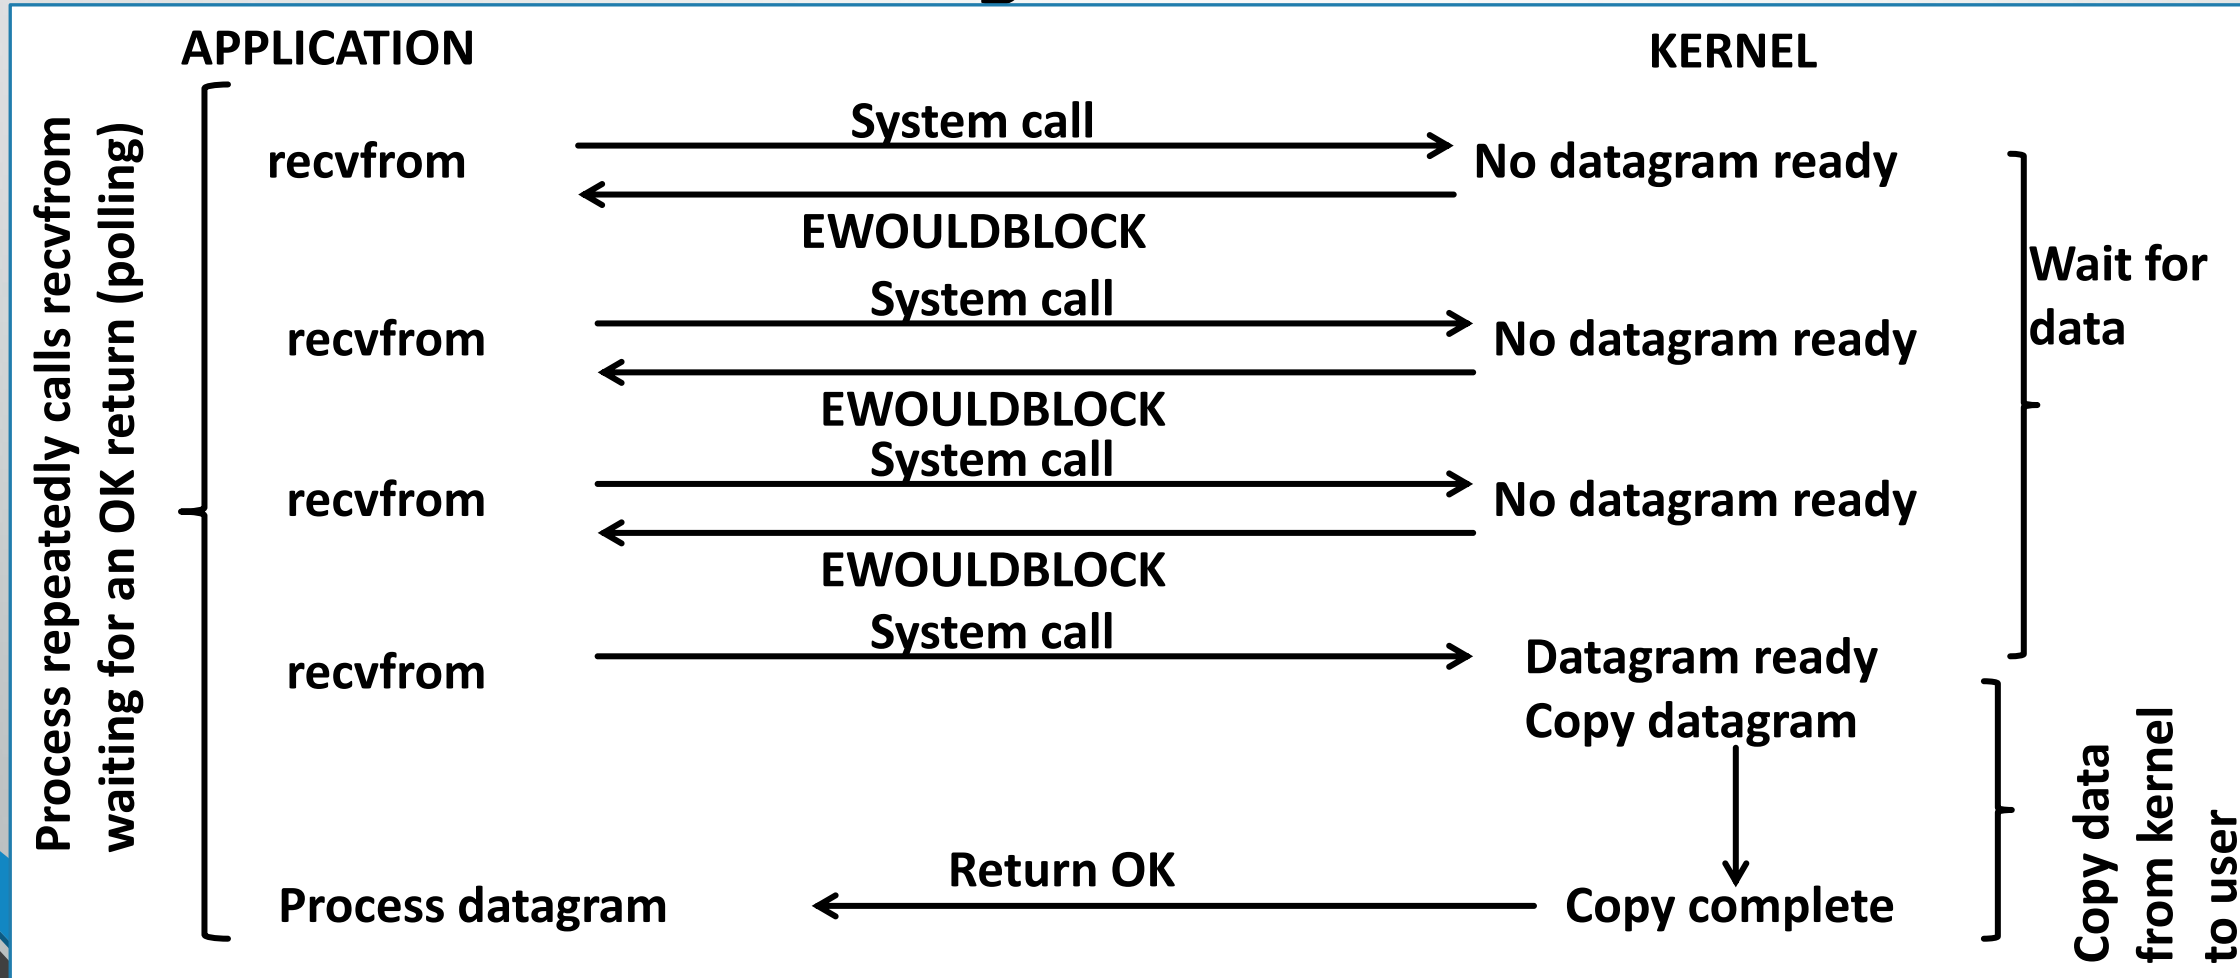 APPLICATION
KERNEL
Process repeatedly calls recvfrom
waiting for an OK return (polling)
System call
recvfrom
No datagram ready
EWOULDBLOCK
Wait for
data
System call
recvfrom
No datagram ready
EWOULDBLOCK
System call
recvfrom
No datagram ready
EWOULDBLOCK
System call
recvfrom
Datagram ready
Copy datagram
Copy data
from kernel
to user
Return OK
Process datagram
Copy complete